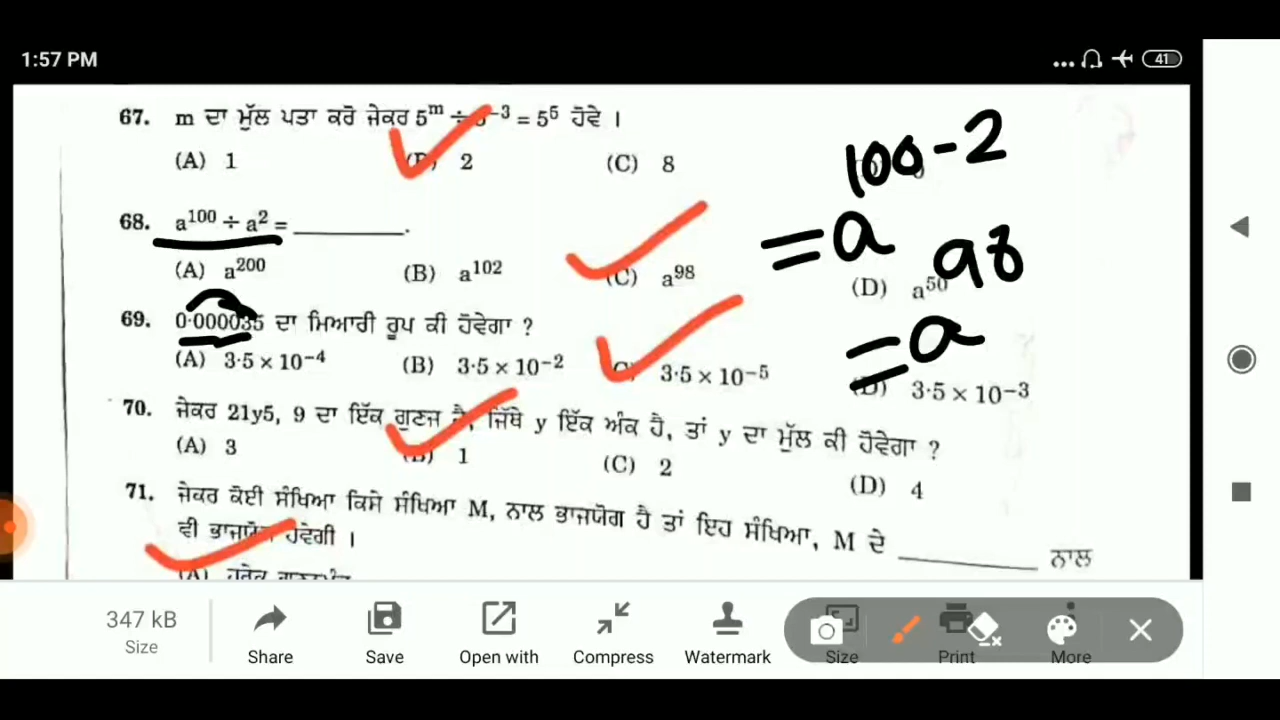 1:57 PM
41
67. m ਦਾ ਮੁੱਲ ਪਤਾ ਕਰੋ ਜੇਕਰ 5^m ÷ 5^−3 = 5^5 ਹੋਵੇ ।
(A) 1 (B) 2 (C) 8
100-2
68. a^100 ÷ a^2 = ________.
=a
(A) a^200 (B) a^102 (C) a^98 (D) a^50
98
=a
69. 0·000035 ਦਾ ਮਿਆਰੀ ਰੂਪ ਕੀ ਹੋਵੇਗਾ ?
(A) 3·5 × 10^−4 (B) 3·5 × 10^−2 (C) 3·5 × 10^−5 (D) 3·5 × 10^−3
70. ਜੇਕਰ 21y5, 9 ਦਾ ਇੱਕ ਗੁਣਜ ਹੈ, ਜਿੱਥੇ y ਇੱਕ ਅੰਕ ਹੈ, ਤਾਂ y ਦਾ ਮੁੱਲ ਕੀ ਹੋਵੇਗਾ ?
(A) 3 (B) 1 (C) 2 (D) 4
71. ਜੇਕਰ ਕੋਈ ਸੰਖਿਆ ਕਿਸੇ ਸੰਖਿਆ M, ਨਾਲ ਭਾਜਯੋਗ ਹੈ ਤਾਂ ਇਹ ਸੰਖਿਆ, M ਦੇ ________ ਨਾਲ
ਵੀ ਭਾਜਯੋਗ ਹੋਵੇਗੀ ।
(A)
347 kB
Size
Share Save Open with Compress Watermark Size Print More